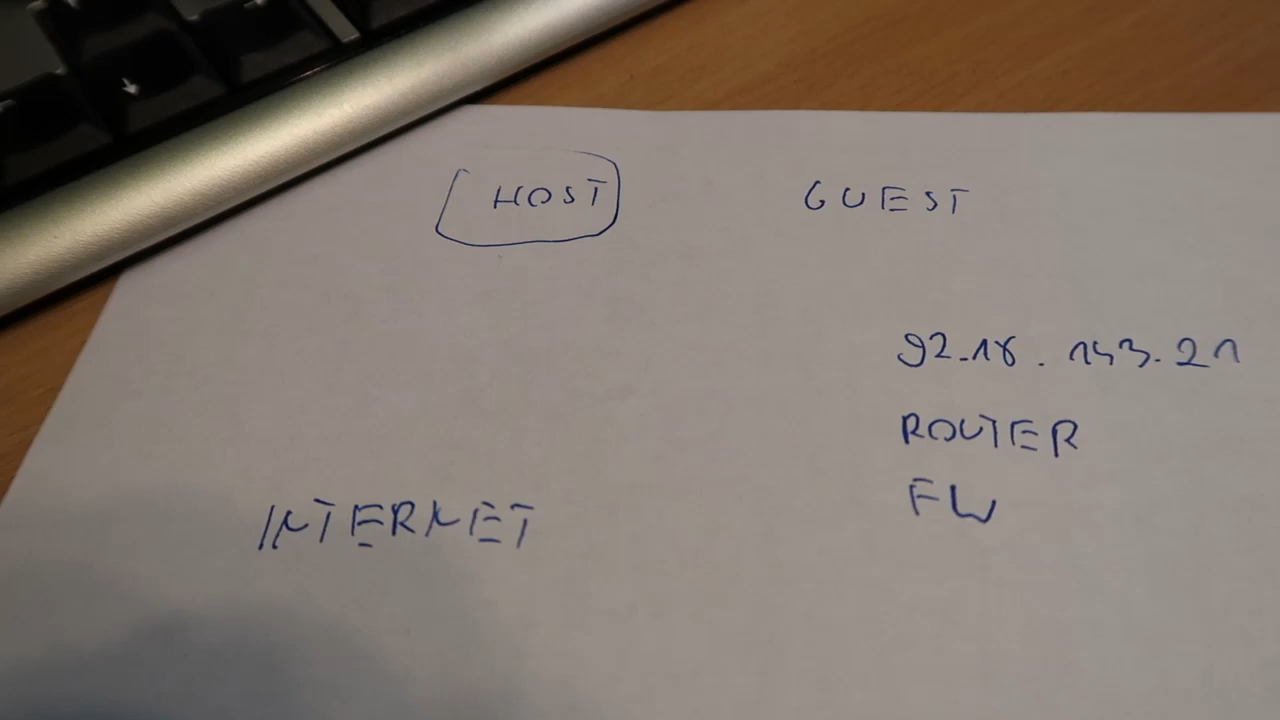 HOST
GUEST
92.18.143.21
ROUTER
FW
INTERNET